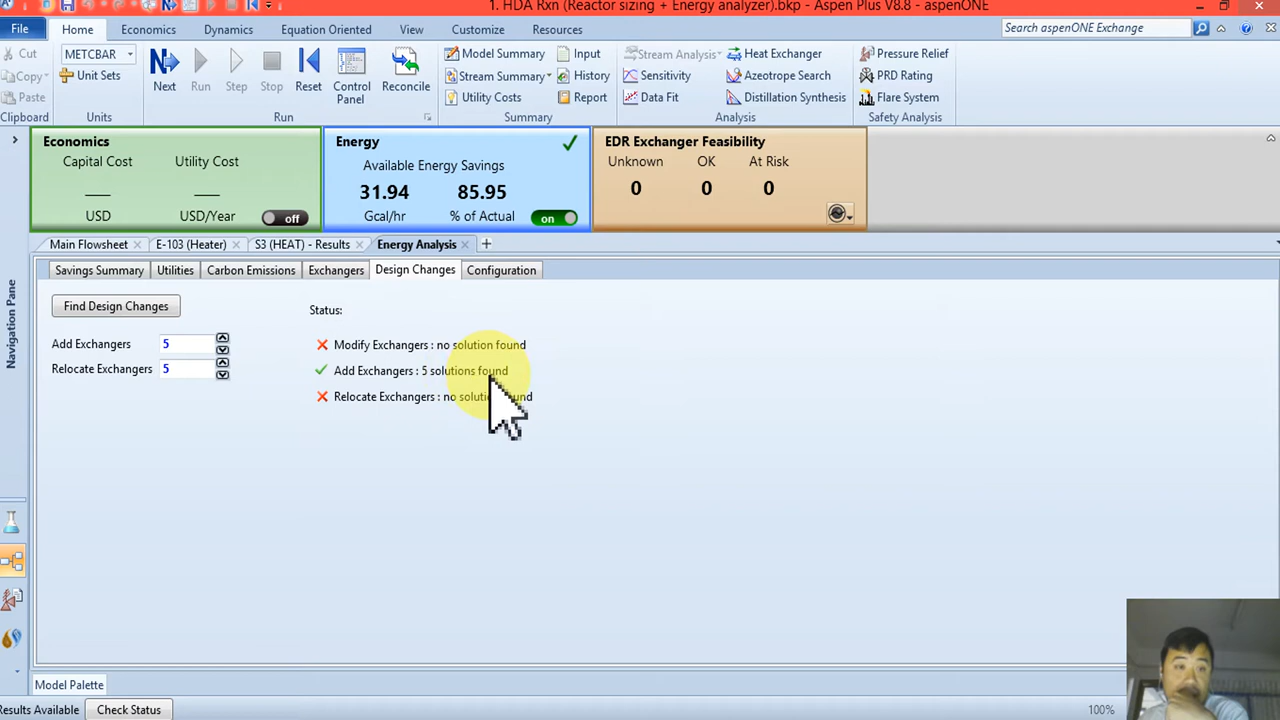 1. HDA Rxn (Reactor sizing + Energy analyzer).bkp - Aspen Plus V8.8 - aspenONE
File Home Economics Dynamics Equation Oriented View Customize Resources Search aspenONE Exchange
Cut METCBAR Model Summary Input Stream Analysis Heat Exchanger Pressure Relief
Copy Unit Sets Next Run Step Stop Reset Control Panel Reconcile Stream Summary History Sensitivity Azeotrope Search PRD Rating
Paste Utility Costs Report Data Fit Distillation Synthesis Flare System
Clipboard Units Run Summary Analysis Safety Analysis
Economics
Capital Cost Utility Cost
USD USD/Year off
Energy
Available Energy Savings
31.94 85.95
Gcal/hr % of Actual on
EDR Exchanger Feasibility
Unknown OK At Risk
0 0 0
Main Flowsheet E-103 (Heater) S3 (HEAT) - Results Energy Analysis
Savings Summary Utilities Carbon Emissions Exchangers Design Changes Configuration
Navigation Pane
Find Design Changes Status:
Add Exchangers 5 Modify Exchangers : no solution found
Relocate Exchangers 5 Add Exchangers : 5 solutions found
Relocate Exchangers : no
Model Palette
Results Available Check Status 100%